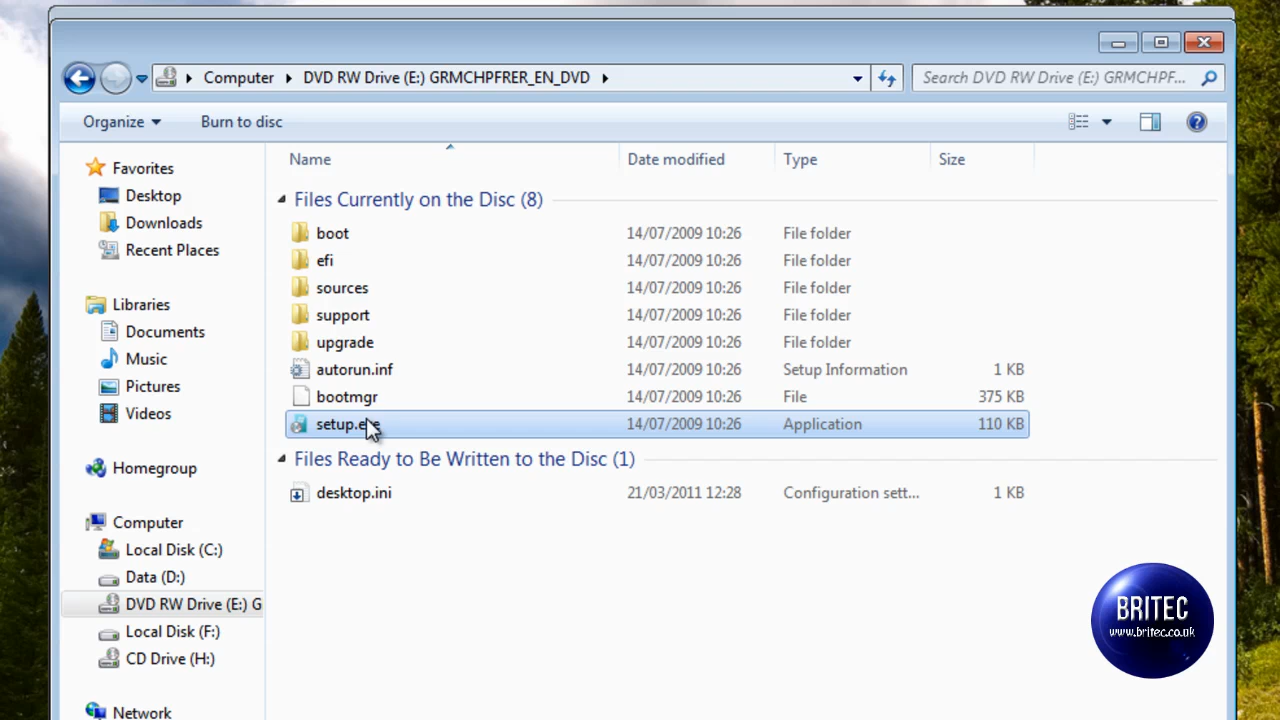 Computer DVD RW Drive (E:) GRMCHPFRER_EN_DVD Search DVD RW Drive (E:) GRMCHPF...
Organize Burn to disc
Name Date modified Type Size
Favorites
Desktop
Downloads
Recent Places
Libraries
Documents
Music
Pictures
Videos
Homegroup
Computer
Local Disk (C:)
Data (D:)
DVD RW Drive (E:) G
Local Disk (F:)
CD Drive (H:)
Network
Files Currently on the Disc (8)
boot 14/07/2009 10:26 File folder
efi 14/07/2009 10:26 File folder
sources 14/07/2009 10:26 File folder
support 14/07/2009 10:26 File folder
upgrade 14/07/2009 10:26 File folder
autorun.inf 14/07/2009 10:26 Setup Information 1 KB
bootmgr 14/07/2009 10:26 File 375 KB
setup.exe 14/07/2009 10:26 Application 110 KB
Files Ready to Be Written to the Disc (1)
desktop.ini 21/03/2011 12:28 Configuration sett... 1 KB
BRITEC
www.britec.co.uk